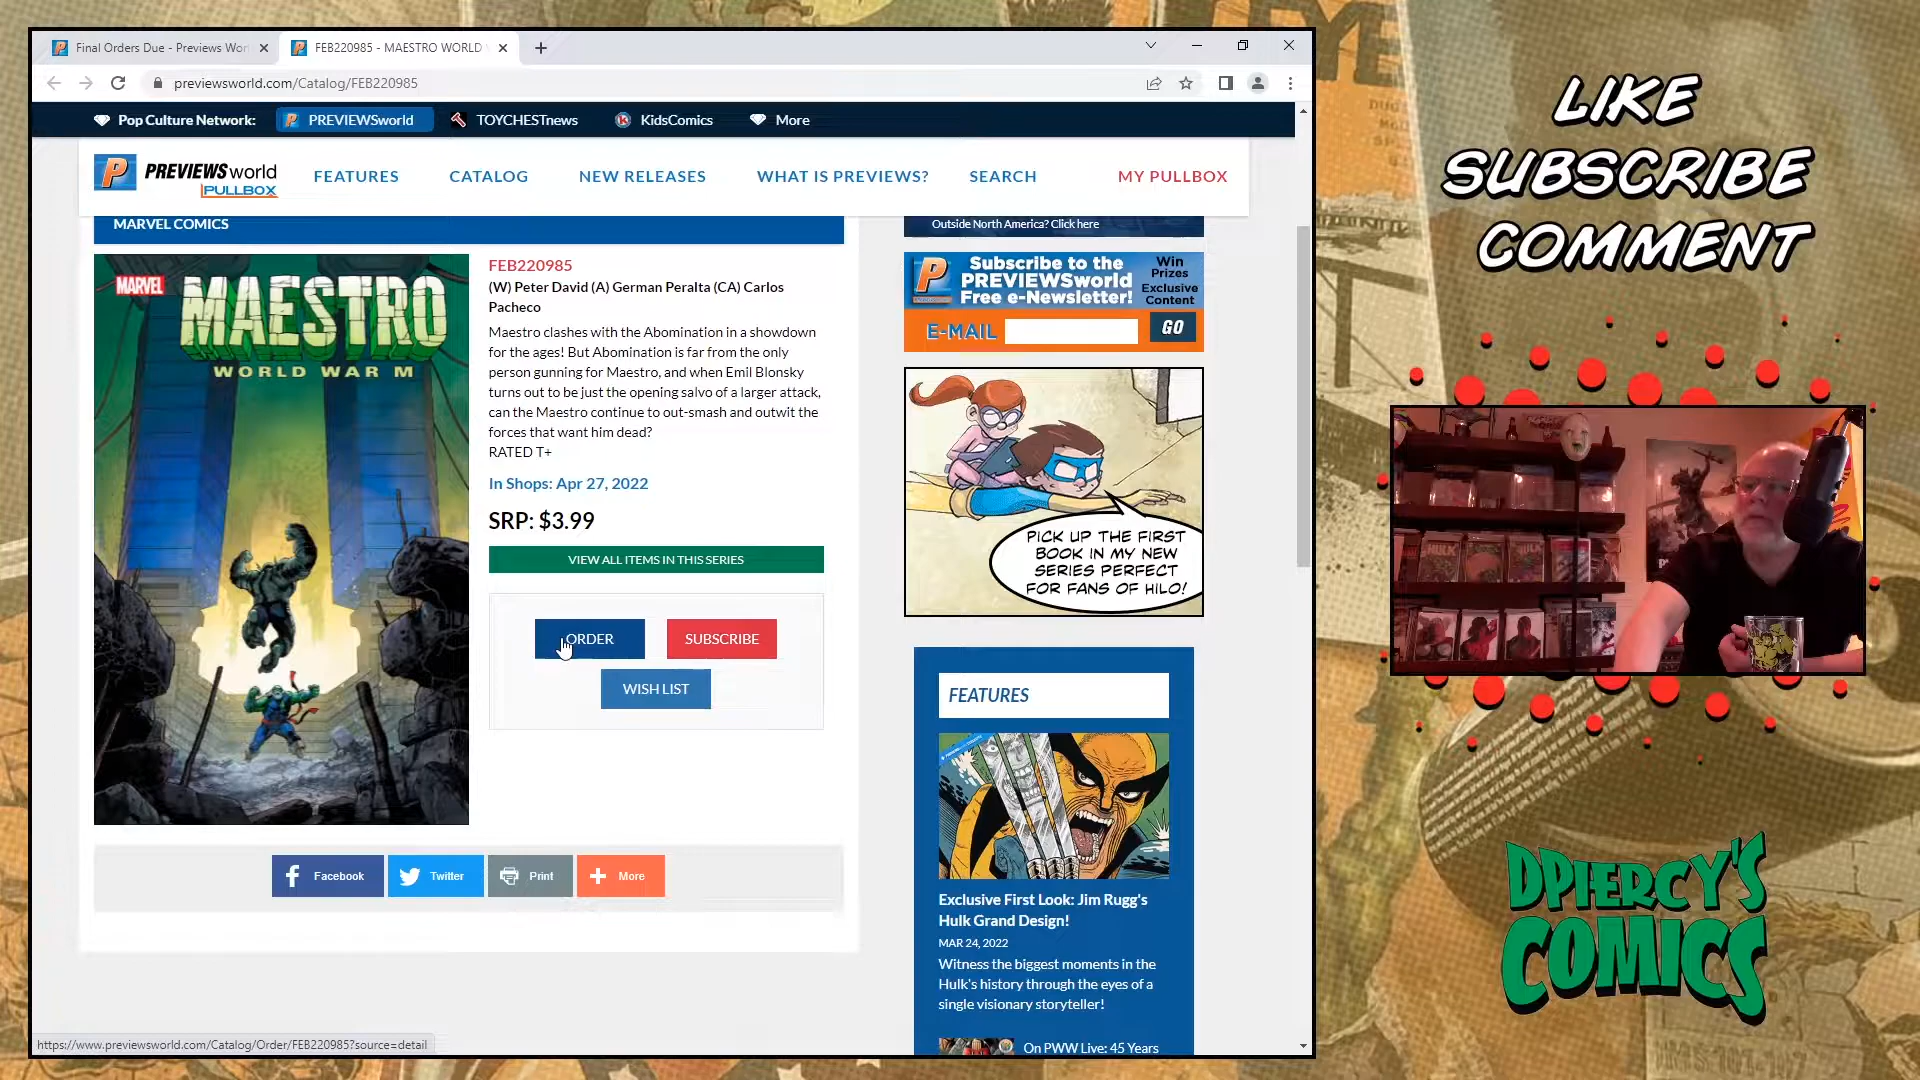 Final Orders Due - Previews Wor
FEB220985 - MAESTRO WORLD
previewsworld.com/Catalog/FEB220985
Pop Culture Network:
PREVIEWSworld
TOYCHESTnews
KidsComics
More
P PREVIEWSworld
PULLBOX
FEATURES
CATALOG
NEW RELEASES
WHAT IS PREVIEWS?
SEARCH
MY PULLBOX
MARVEL COMICS
MARVEL
MAESTRO
WORLD WAR M
FEB220985
(W) Peter David (A) German Peralta (CA) Carlos
Pacheco
Maestro clashes with the Abomination in a showdown
for the ages! But Abomination is far from the only
person gunning for Maestro, and when Emil Blonsky
turns out to be just the opening salvo of a larger attack,
can the Maestro continue to out-smash and outwit the
forces that want him dead?
RATED T+
In Shops: Apr 27, 2022
SRP: $3.99
VIEW ALL ITEMS IN THIS SERIES
ORDER
SUBSCRIBE
WISH LIST
Facebook
Twitter
Print
More
Outside North America? Click here
P
Subscribe to the
PREVIEWSworld
Free e-Newsletter!
Win
Prizes
Exclusive
Content
E-MAIL
GO
PICK UP THE FIRST
BOOK IN MY NEW
SERIES PERFECT
FOR FANS OF HILO!
FEATURES
Exclusive First Look: Jim Rugg's
Hulk Grand Design!
MAR 24, 2022
Witness the biggest moments in the
Hulk's history through the eyes of a
single visionary storyteller!
On PWW Live: 45 Years
https://www.previewsworld.com/Catalog/Order/FEB220985?source=detail
LIKE
SUBSCRIBE
COMMENT
HULK
DPIERCY'S
COMICS